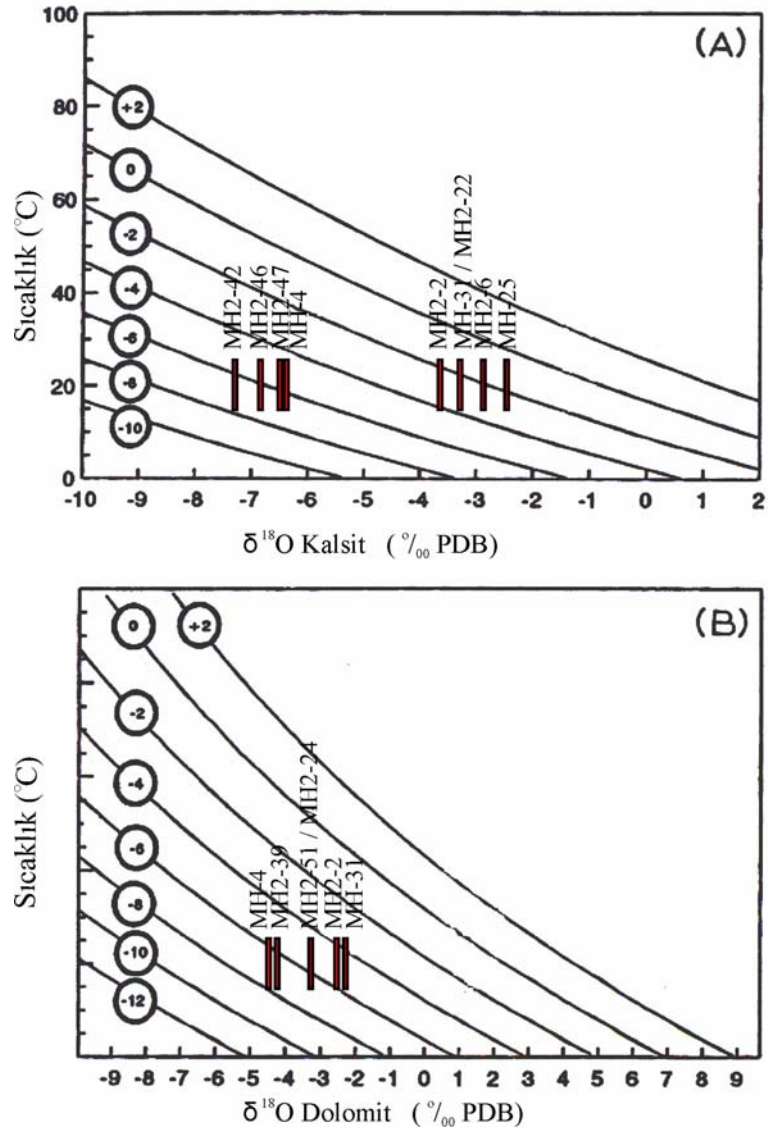 (A)
100
80
60
40
20
0
Sıcaklık (°C)
+2
0
-2
-4
-6
-8
-10
MH2-42
MH2-46
MH2-47
MH-4
MH2-2
MH-31 / MH2-22
MH2-6
MH-25
-10 -9 -8 -7 -6 -5 -4 -3 -2 -1 0 1 2
δ¹⁸O Kalsit ( °/₀₀ PDB)
(B)
Sıcaklık (°C)
0
+2
-2
-4
-6
-8
-10
-12
MH-4
MH2-39
MH2-51 / MH2-24
MH2-2
MH-31
-9 -8 -7 -6 -5 -4 -3 -2 -1 0 1 2 3 4 5 6 7 8 9
δ¹⁸O Dolomit ( °/₀₀ PDB)